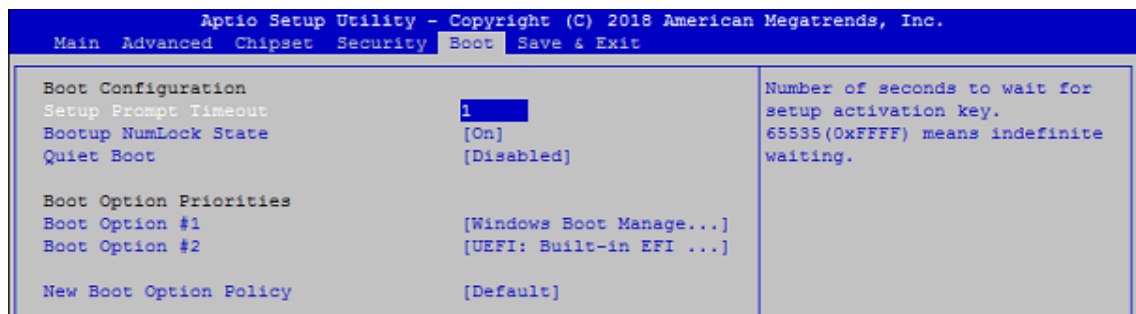 Aptio Setup Utility - Copyright (C) 2018 American Megatrends, Inc.
Main Advanced Chipset Security Boot Save & Exit
Boot Configuration
Setup Prompt Timeout 1
Bootup NumLock State [On]
Quiet Boot [Disabled]
Boot Option Priorities
Boot Option #1 [Windows Boot Manage...]
Boot Option #2 [UEFI: Built-in EFI ...]
New Boot Option Policy [Default]
Number of seconds to wait for
setup activation key.
65535(0xFFFF) means indefinite
waiting.